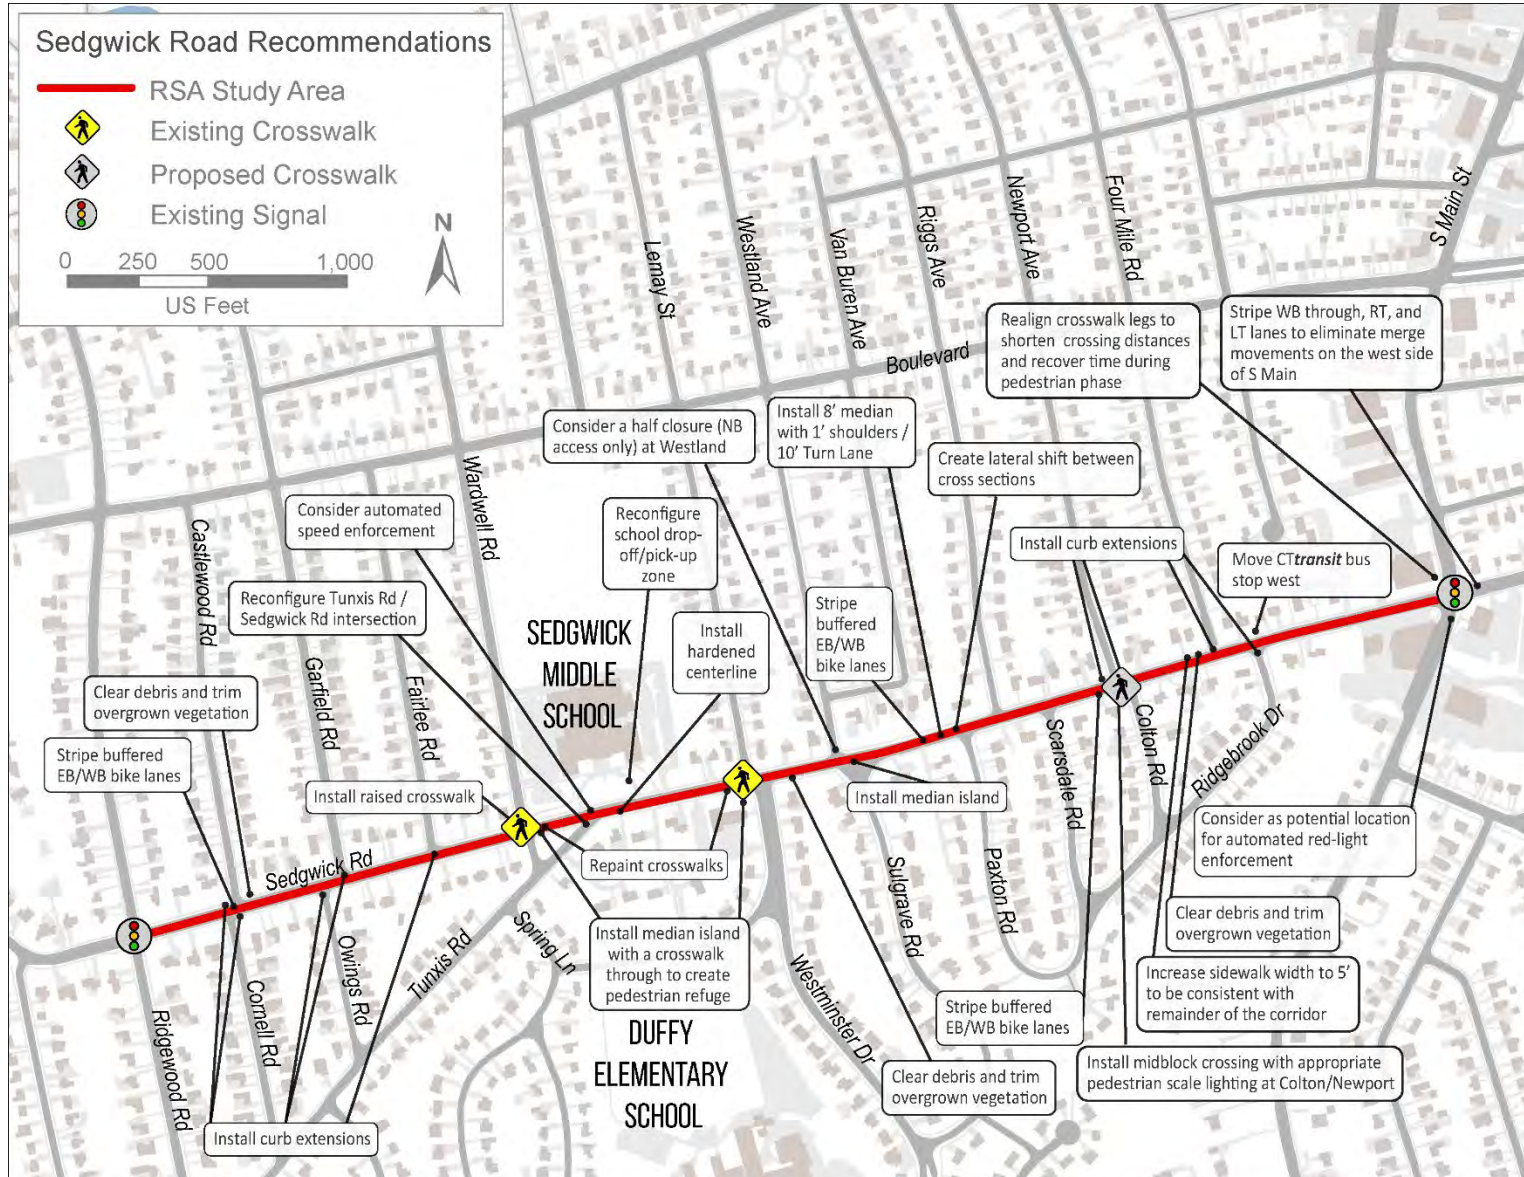 Sedgwick Road Recommendations
RSA Study Area
Existing Crosswalk
Proposed Crosswalk
Existing Signal
N
0 250 500 1,000
US Feet
Lemay St
Westland Ave
Van Buren Ave
Riggs Ave
Newport Ave
Four Mile Rd
S Main St
Boulevard
Realign crosswalk legs to
shorten crossing distances
and recover time during
pedestrian phase
Stripe WB through, RT, and
LT lanes to eliminate merge
movements on the west side
of S Main
Consider a half closure (NB
access only) at Westland
Install 8' median
with 1' shoulders /
10' Turn Lane
Create lateral shift between
cross sections
Wardwell Rd
Consider automated
speed enforcement
Reconfigure
school drop-
off/pick-up
zone
Install curb extensions
Move CTtransit bus
stop west
Castlewood Rd
Reconfigure Tunxis Rd /
Sedgwick Rd intersection
SEDGWICK
MIDDLE
SCHOOL
Install
hardened
centerline
Stripe
buffered
EB/WB
bike lanes
Garfield Rd
Fairlee Rd
Clear debris and trim
overgrown vegetation
Stripe buffered
EB/WB bike lanes
Install raised crosswalk
Install median island
Scarsdale Rd
Colton Rd
Ridgebrook Dr
Consider as potential location
for automated red-light
enforcement
Sedgwick Rd
Repaint crosswalks
Sulgrave Rd
Paxton Rd
Clear debris and trim
overgrown vegetation
Install median island
with a crosswalk
through to create
pedestrian refuge
Spring Ln
Tunxis Rd
Owings Rd
Cornell Rd
Ridgewood Rd
Westminster Dr
Increase sidewalk width to 5'
to be consistent with
remainder of the corridor
Stripe buffered
EB/WB bike lanes
DUFFY
ELEMENTARY
SCHOOL
Install midblock crossing with appropriate
pedestrian scale lighting at Colton/Newport
Clear debris and trim
overgrown vegetation
Install curb extensions